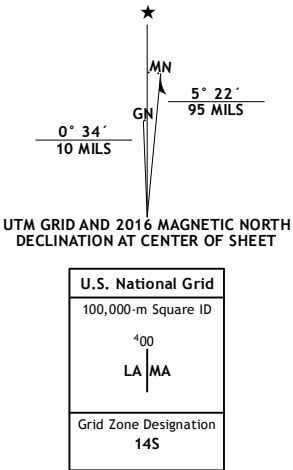 ★
MN
5° 22´
95 MILS
GN
0° 34´
10 MILS
UTM GRID AND 2016 MAGNETIC NORTH
DECLINATION AT CENTER OF SHEET
U.S. National Grid
100,000-m Square ID
⁴00
LA MA
Grid Zone Designation
14S